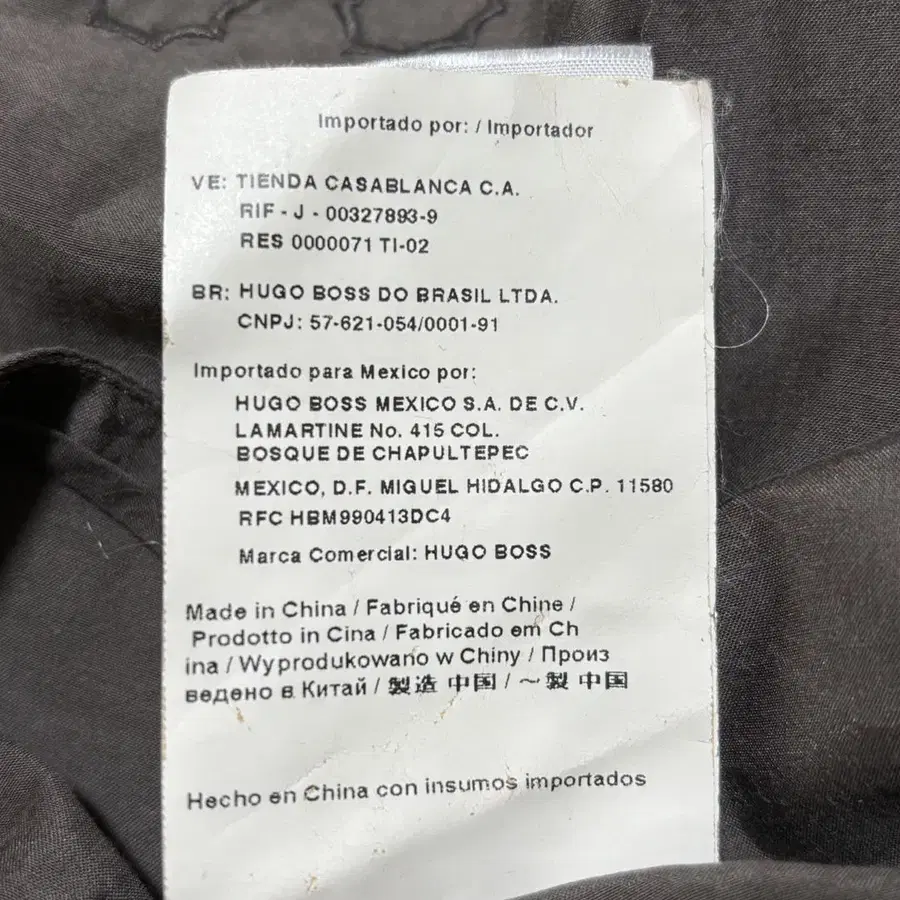 Importado por: / Importador
VE: TIENDA CASABLANCA C.A.
RIF - J - 00327893-9
RES 0000071 TI-02
BR: HUGO BOSS DO BRASIL LTDA.
CNPJ: 57-621-054/0001-91
Importado para Mexico por:
HUGO BOSS MEXICO S.A. DE C.V.
LAMARTINE No. 415 COL.
BOSQUE DE CHAPULTEPEC
MEXICO, D.F. MIGUEL HIDALGO C.P. 11580
RFC HBM990413DC4
Marca Comercial: HUGO BOSS
Made in China / Fabriqué en Chine /
Prodotto in Cina / Fabricado em Ch
ina / Wyprodukowano w Chiny / Произ
ведено в Китай / 製造 中国 / ～製 中国
Hecho en China con insumos importados